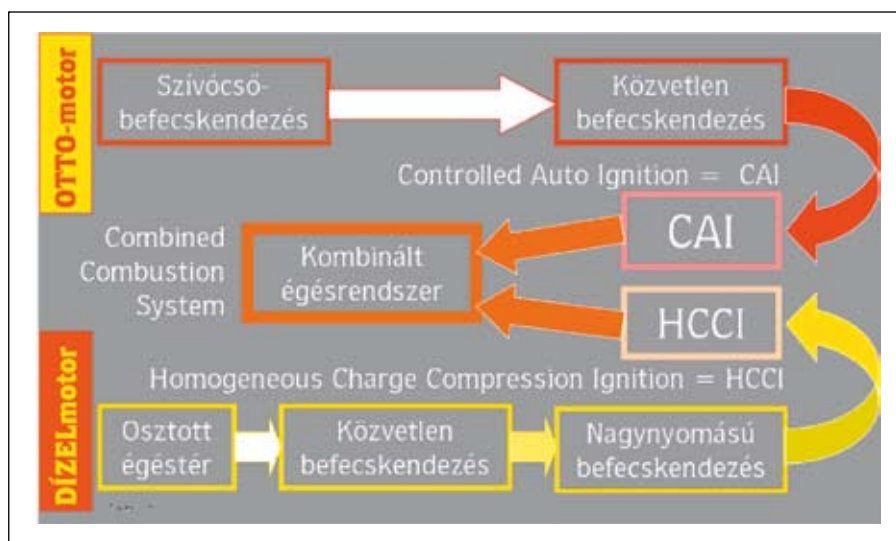 OTTO-motor
Szívócső-
befecskendezés
Közvetlen
befecskendezés
Controlled Auto Ignition = CAI
CAI
Combined
Combustion
System
Kombinált
égésrendszer
HCCI
Homogeneous Charge Compression Ignition = HCCI
DÍZELmotor
Osztott
égéstér
Közvetlen
befecskendezés
Nagynyomású
befecskendezés